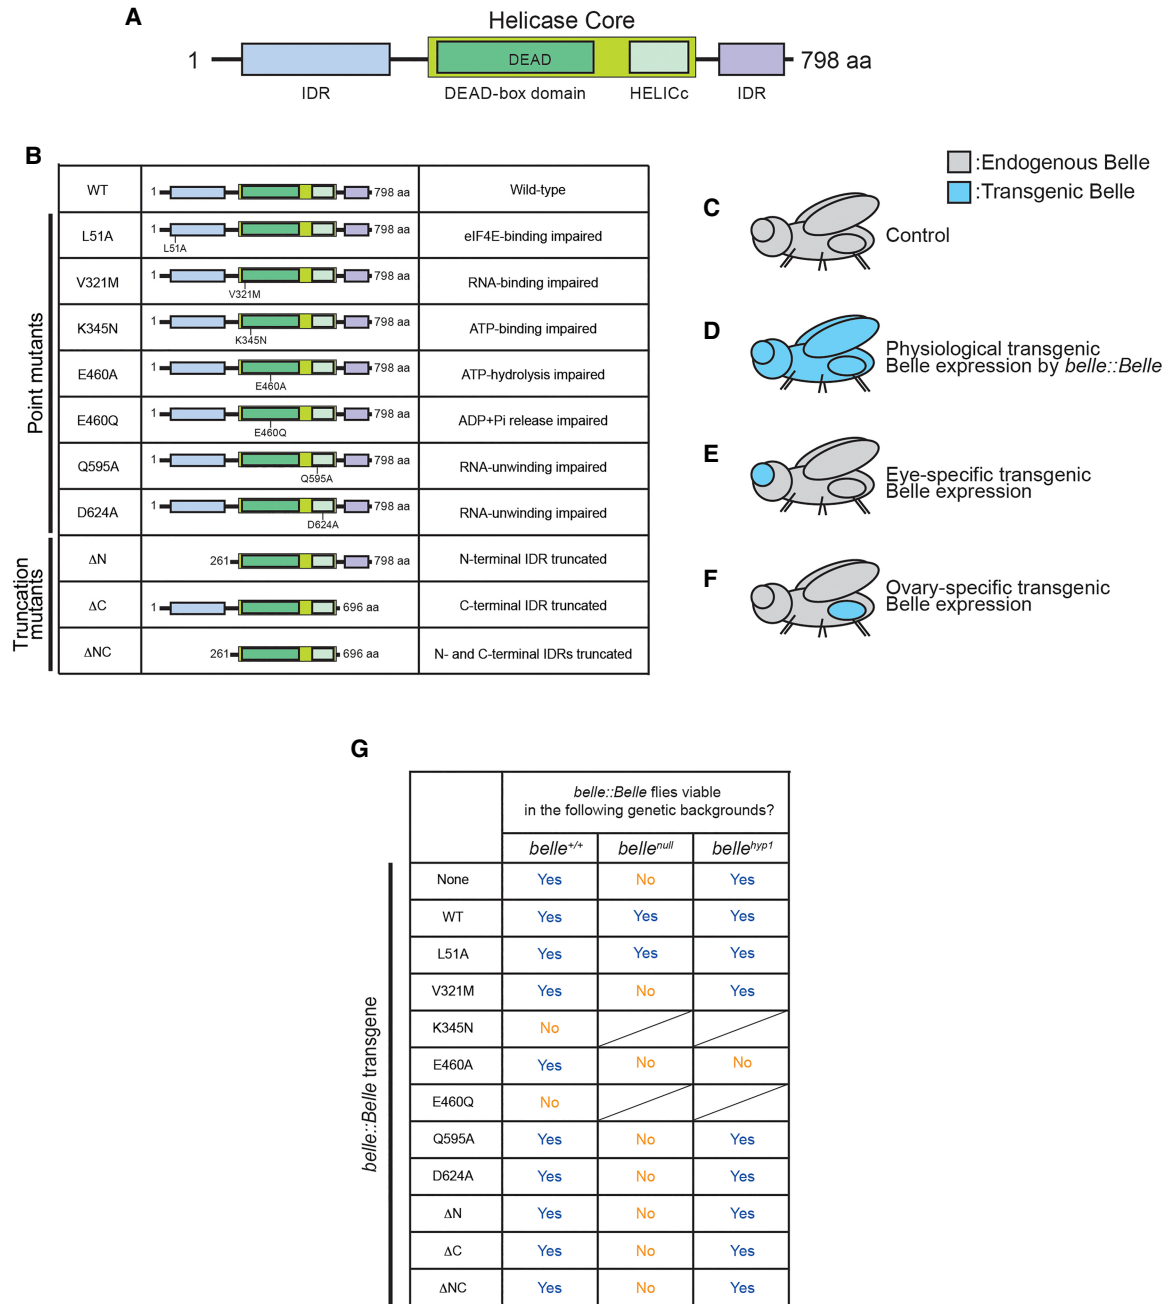 A
Helicase Core
1
DEAD
798 aa
IDR
DEAD-box domain
HELICc
IDR
B
WT
1
798 aa
Wild-type
Point mutants
L51A
1
798 aa
L51A
eIF4E-binding impaired
V321M
1
798 aa
V321M
RNA-binding impaired
K345N
1
798 aa
K345N
ATP-binding impaired
E460A
1
798 aa
E460A
ATP-hydrolysis impaired
E460Q
1
798 aa
E460Q
ADP+Pi release impaired
Q595A
1
798 aa
Q595A
RNA-unwinding impaired
D624A
1
798 aa
D624A
RNA-unwinding impaired
Truncation
mutants
ΔN
261
798 aa
N-terminal IDR truncated
ΔC
1
696 aa
C-terminal IDR truncated
ΔNC
261
696 aa
N- and C-terminal IDRs truncated
:Endogenous Belle
:Transgenic Belle
C
Control
D
Physiological transgenic
Belle expression by belle::Belle
E
Eye-specific transgenic
Belle expression
F
Ovary-specific transgenic
Belle expression
G
belle::Belle flies viable
in the following genetic backgrounds?
belle+/+ bellenull bellehyp1
belle::Belle transgene
None Yes No Yes
WT Yes Yes Yes
L51A Yes Yes Yes
V321M Yes No Yes
K345N No
E460A Yes No No
E460Q No
Q595A Yes No Yes
D624A Yes No Yes
ΔN Yes No Yes
ΔC Yes No Yes
ΔNC Yes No Yes